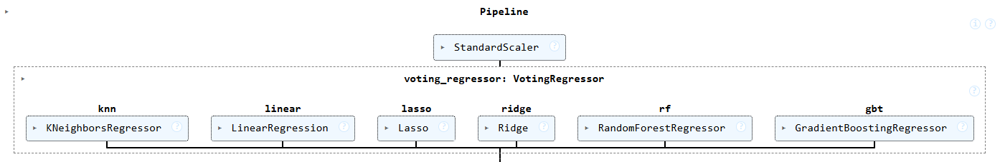 Pipeline
i ?
StandardScaler ?
voting_regressor: VotingRegressor
?
knn linear lasso ridge rf gbt
KNeighborsRegressor ? LinearRegression ? Lasso ? Ridge ? RandomForestRegressor ? GradientBoostingRegressor ?